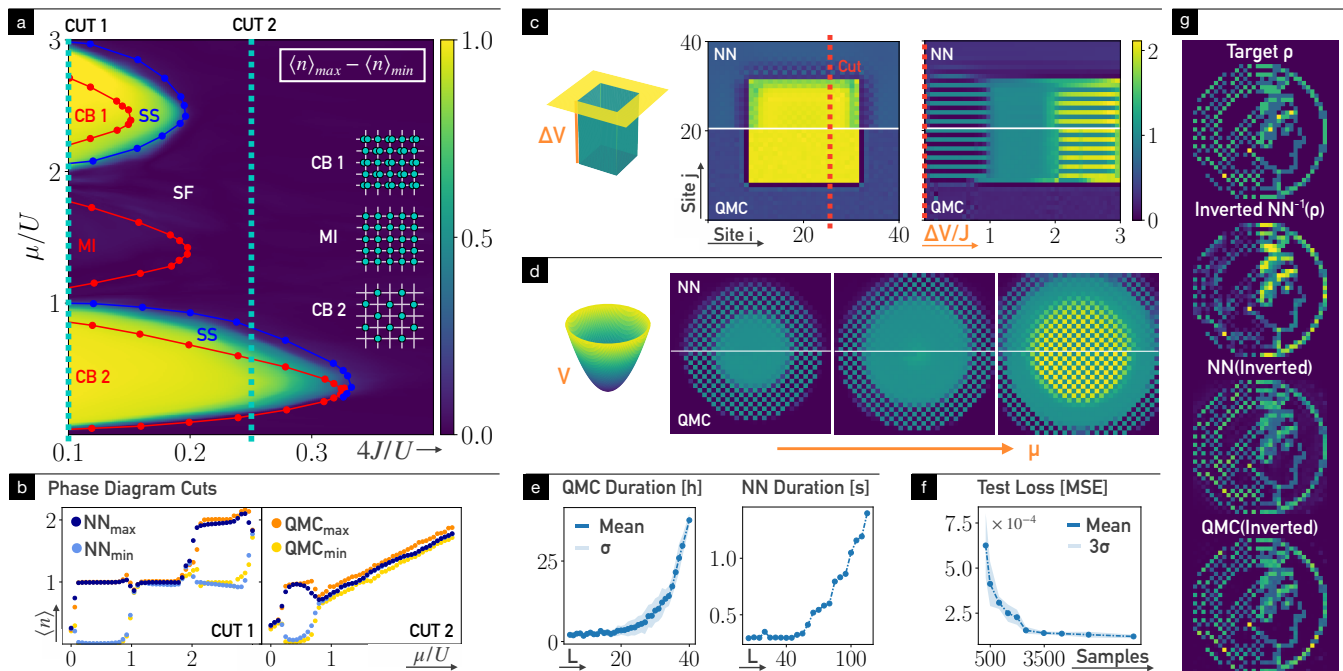 a
CUT 1
CUT 2
3
2
1
0
μ/U
⟨n⟩max − ⟨n⟩min
1.0
0.5
0.0
CB 1
SS
SF
MI
SS
CB 2
CB 1
MI
CB 2
0.1
0.2
0.3
4J/U
b
Phase Diagram Cuts
2
1
0
⟨n⟩
NNmax
NNmin
QMCmax
QMCmin
CUT 1
CUT 2
0
1
2
0
1
2
μ/U
c
ΔV
40
20
0
NN
Cut
QMC
Site j
Site i
20
40
NN
QMC
ΔV/J
1
2
3
2
1
0
d
V
NN
QMC
μ
e
QMC Duration [h]
25
0
Mean
σ
L
20
40
NN Duration [s]
1.0
0.5
L
40
100
f
Test Loss [MSE]
7.5
5.0
2.5
× 10⁻⁴
Mean
3σ
500
3500
Samples
g
Target ρ
Inverted NN⁻¹(ρ)
NN(Inverted)
QMC(Inverted)